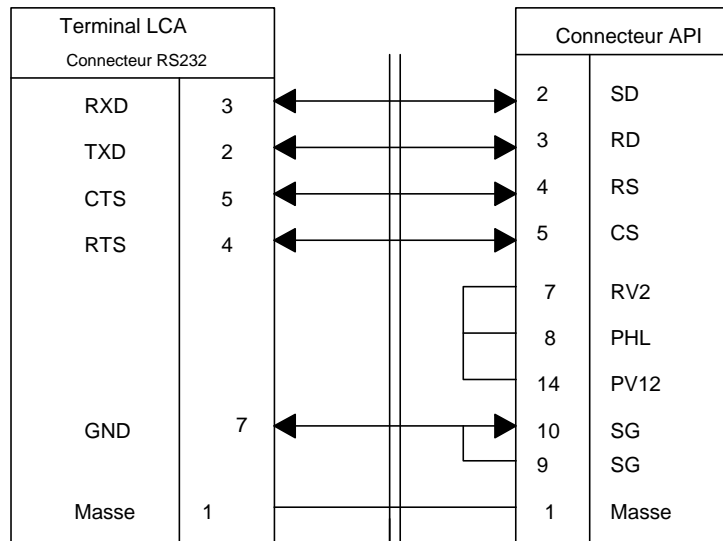 Terminal LCA
Connecteur RS232
Connecteur API
RXD 3 2 SD
TXD 2 3 RD
CTS 5 4 RS
RTS 4 5 CS
7 RV2
8 PHL
14 PV12
GND 7 10 SG
9 SG
Masse 1 1 Masse